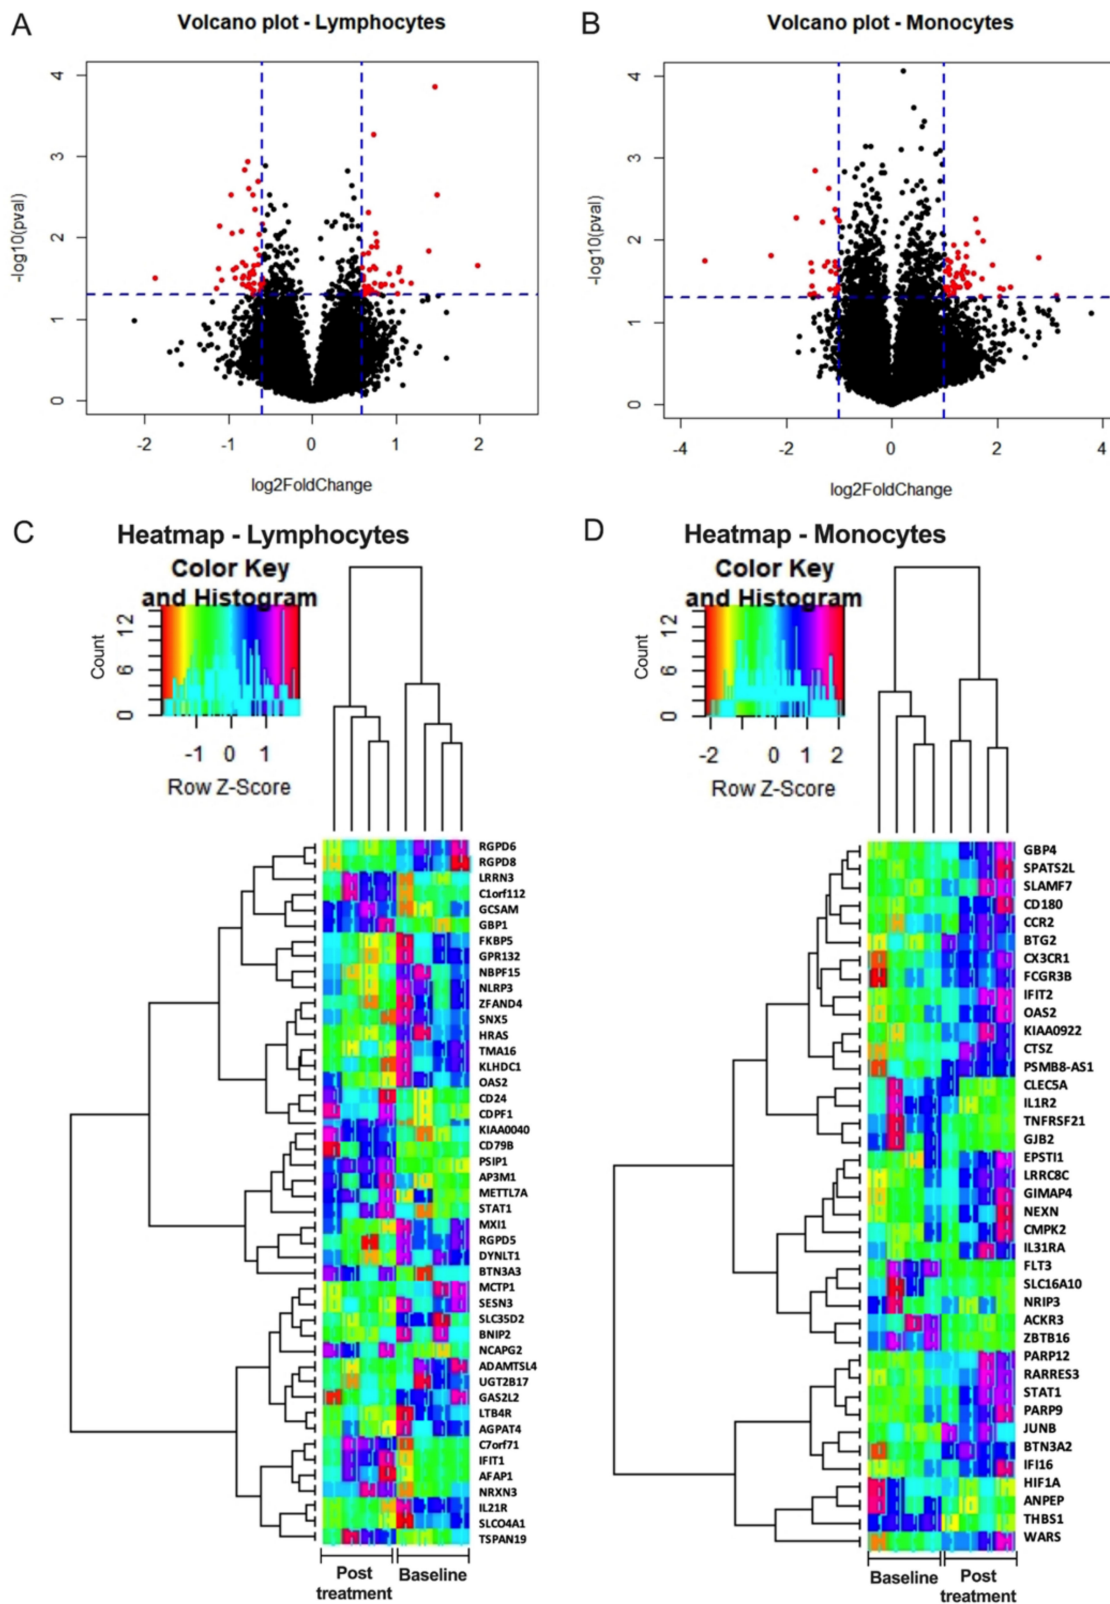 A
Volcano plot - Lymphocytes
4
3
2
1
0
-log10(pval)
-2
-1
0
1
2
log2FoldChange
B
Volcano plot - Monocytes
4
3
2
1
0
-log10(pval)
-4
-2
0
2
4
log2FoldChange
C
Heatmap - Lymphocytes
Color Key
and Histogram
Count
12
6
0
-1 0 1
Row Z-Score
RGPD6
RGPD8
LRRN3
C1orf112
GCSAM
GBP1
FKBP5
GPR132
NBPF15
NLRP3
ZFAND4
SNX5
HRAS
TMA16
KLHDC1
OAS2
CD24
CDPF1
KIAA0040
CD79B
PSIP1
AP3M1
METTL7A
STAT1
MXI1
RGPD5
DYNLT1
BTN3A3
MCTP1
SESN3
SLC35D2
BNIP2
NCAPG2
ADAMTSL4
UGT2B17
GAS2L2
LTB4R
AGPAT4
C7orf71
IFIT1
AFAP1
NRXN3
IL21R
SLCO4A1
TSPAN19
Post
treatment
Baseline
D
Heatmap - Monocytes
Color Key
and Histogram
Count
12
6
0
-2 0 1 2
Row Z-Score
GBP4
SPATS2L
SLAMF7
CD180
CCR2
BTG2
CX3CR1
FCGR3B
IFIT2
OAS2
KIAA0922
CTSZ
PSMB8-AS1
CLEC5A
IL1R2
TNFRSF21
GJB2
EPSTI1
LRRC8C
GIMAP4
NEXN
CMPK2
IL31RA
FLT3
SLC16A10
NRIP3
ACKR3
ZBTB16
PARP12
RARRES3
STAT1
PARP9
JUNB
BTN3A2
IFI16
HIF1A
ANPEP
THBS1
WARS
Baseline
Post
treatment